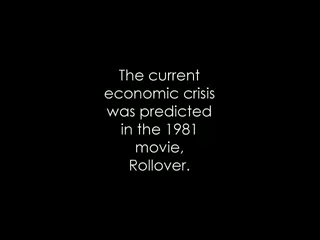 The current
economic crisis
was predicted
in the 1981
movie,
Rollover.